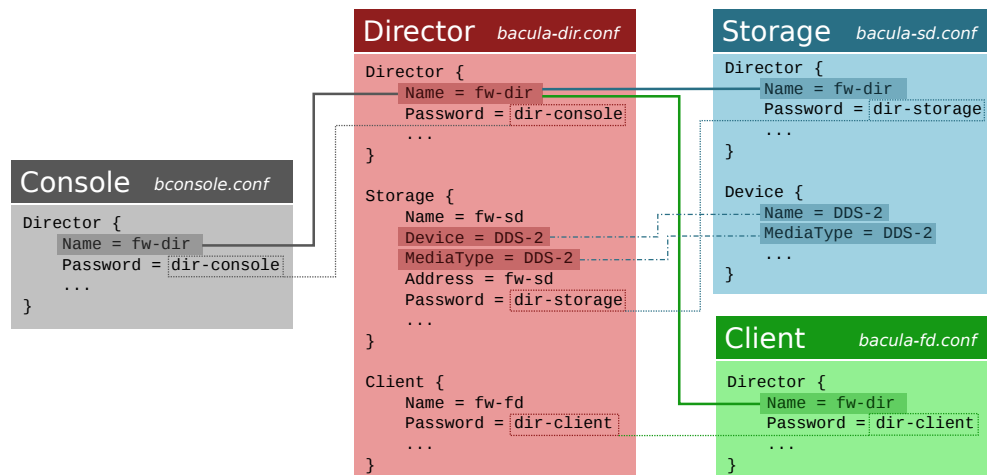 Console bconsole.conf
Director {
Name = fw-dir
Password = dir-console
...
}
Director bacula-dir.conf
Director {
Name = fw-dir
Password = dir-console
...
}
Storage {
Name = fw-sd
Device = DDS-2
MediaType = DDS-2
Address = fw-sd
Password = dir-storage
...
}
Client {
Name = fw-fd
Password = dir-client
...
}
Storage bacula-sd.conf
Director {
Name = fw-dir
Password = dir-storage
...
}
Device {
Name = DDS-2
MediaType = DDS-2
...
}
Client bacula-fd.conf
Director {
Name = fw-dir
Password = dir-client
...
}